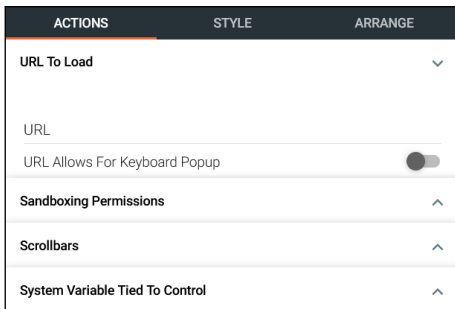 ACTIONS STYLE ARRANGE
URL To Load
URL
URL Allows For Keyboard Popup
Sandboxing Permissions
Scrollbars
System Variable Tied To Control